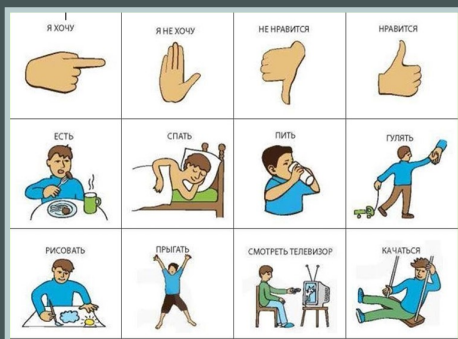 Я ХОЧУ
Я НЕ ХОЧУ
НЕ НРАВИТСЯ
НРАВИТСЯ
ЕСТЬ
СПАТЬ
ПИТЬ
ГУЛЯТЬ
РИСОВАТЬ
ПРЫГАТЬ
СМОТРЕТЬ ТЕЛЕВИЗОР
КАЧАТЬСЯ